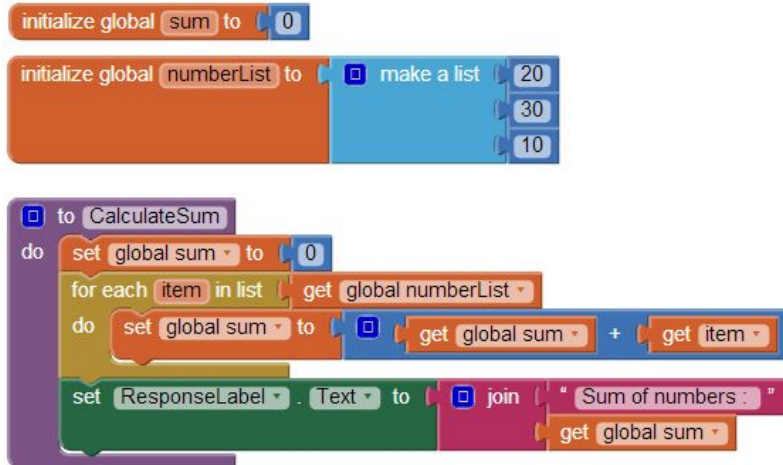 initialize global sum to 0
initialize global numberList to make a list 20
30
10
to CalculateSum
do set global sum to 0
for each item in list get global numberList
do set global sum to get global sum + get item
set ResponseLabel . Text to join " Sum of numbers : "
get global sum